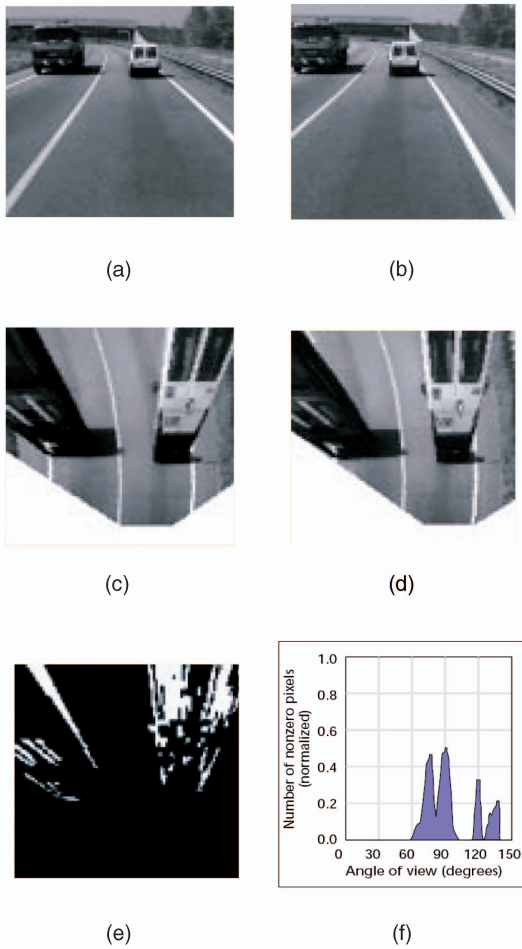 (a)
(b)
(c)
(d)
(e)
Number of nonzero pixels
(normalized)
1.0
0.8
0.6
0.4
0.2
0.0
0 30 60 90 120 150
Angle of view (degrees)
(f)